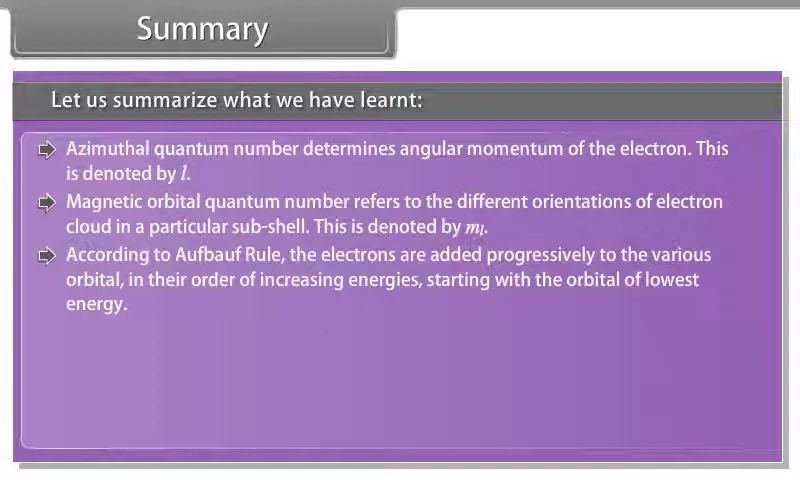 Summary
Let us summarize what we have learnt:
Azimuthal quantum number determines angular momentum of the electron. This
is denoted by l.
Magnetic orbital quantum number refers to the different orientations of electron
cloud in a particular sub-shell. This is denoted by mₗ.
According to Aufbauf Rule, the electrons are added progressively to the various
orbital, in their order of increasing energies, starting with the orbital of lowest
energy.